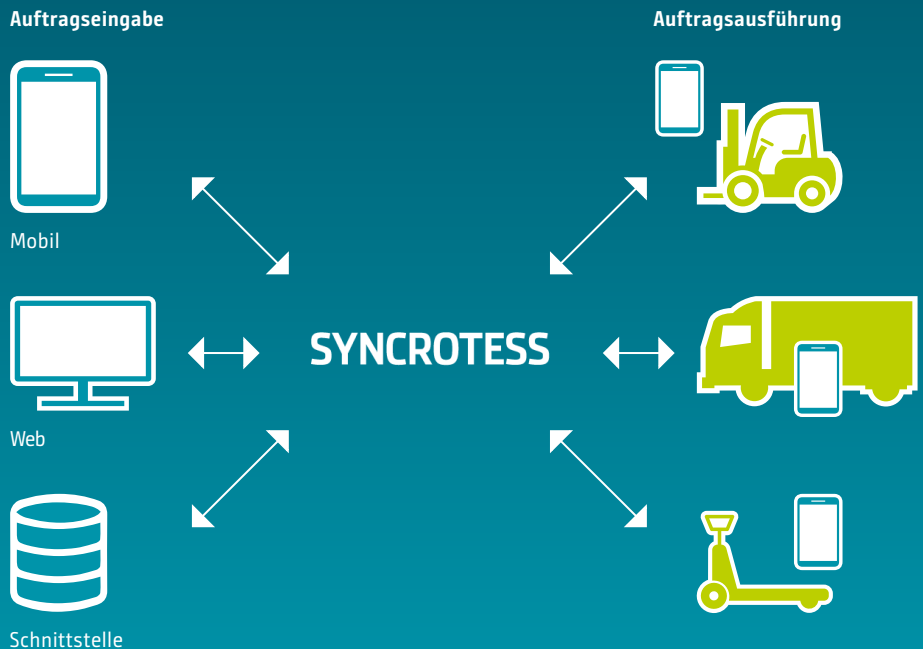 Auftragseingabe
Auftragsausführung
Mobil
SYNCROTESS
Web
Schnittstelle